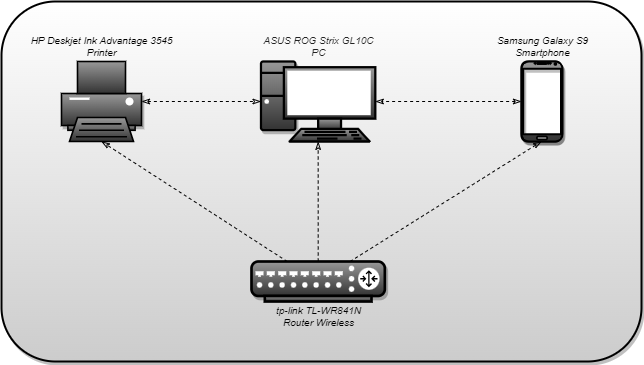 HP Deskjet Ink Advantage 3545
Printer
ASUS ROG Strix GL10C
PC
Samsung Galaxy S9
Smartphone
tp-link TL-WR841N
Router Wireless